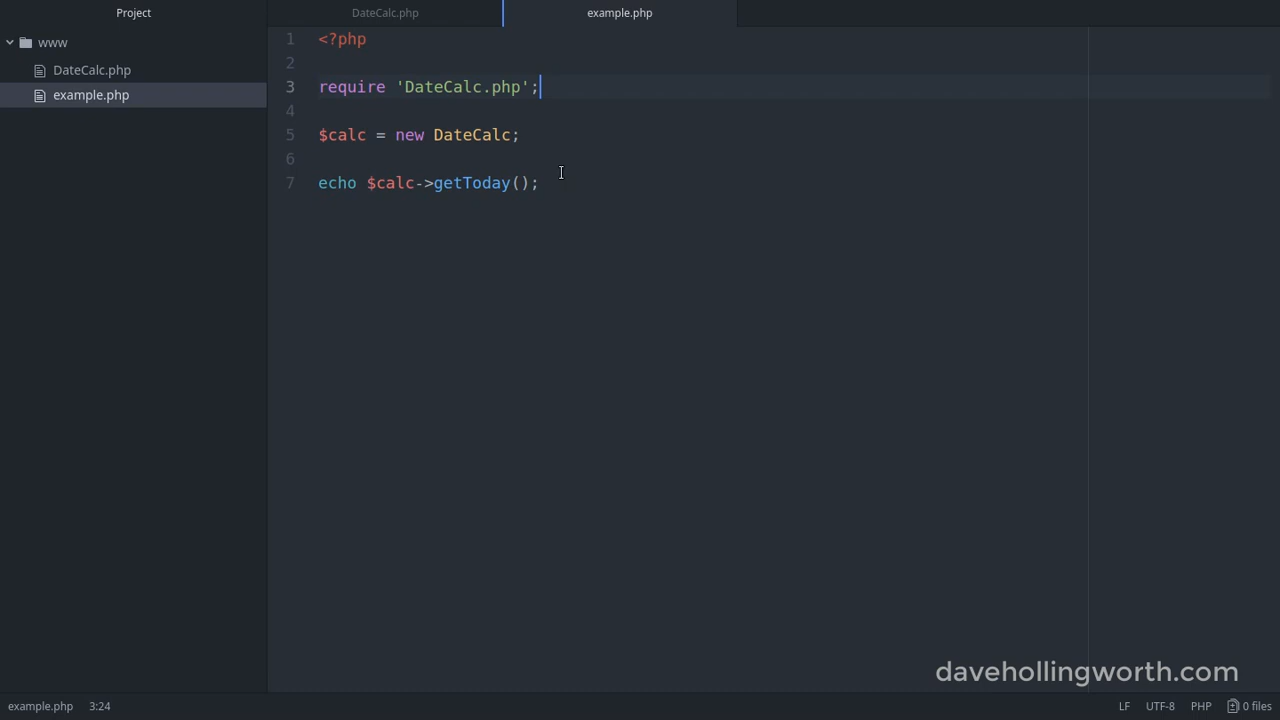 Project
DateCalc.php
example.php
www
DateCalc.php
example.php
1 <?php
2
3 require 'DateCalc.php';
4
5 $calc = new DateCalc;
6
7 echo $calc->getToday();
davehollingworth.com
example.php 3:24 LF UTF-8 PHP 0 files